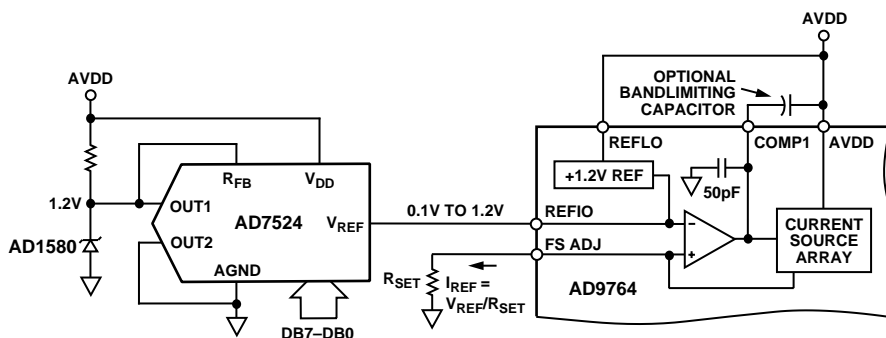 AVDD
OPTIONAL
BANDLIMITING
CAPACITOR
AVDD
REFLO
COMP1
AVDD
+1.2V REF
50pF
RFB
VDD
1.2V
OUT1
AD7524
VREF
0.1V TO 1.2V
REFIO
–
CURRENT
SOURCE
ARRAY
AD1580
OUT2
FS ADJ
+
AGND
RSET
IREF =
VREF/RSET
AD9764
DB7–DB0